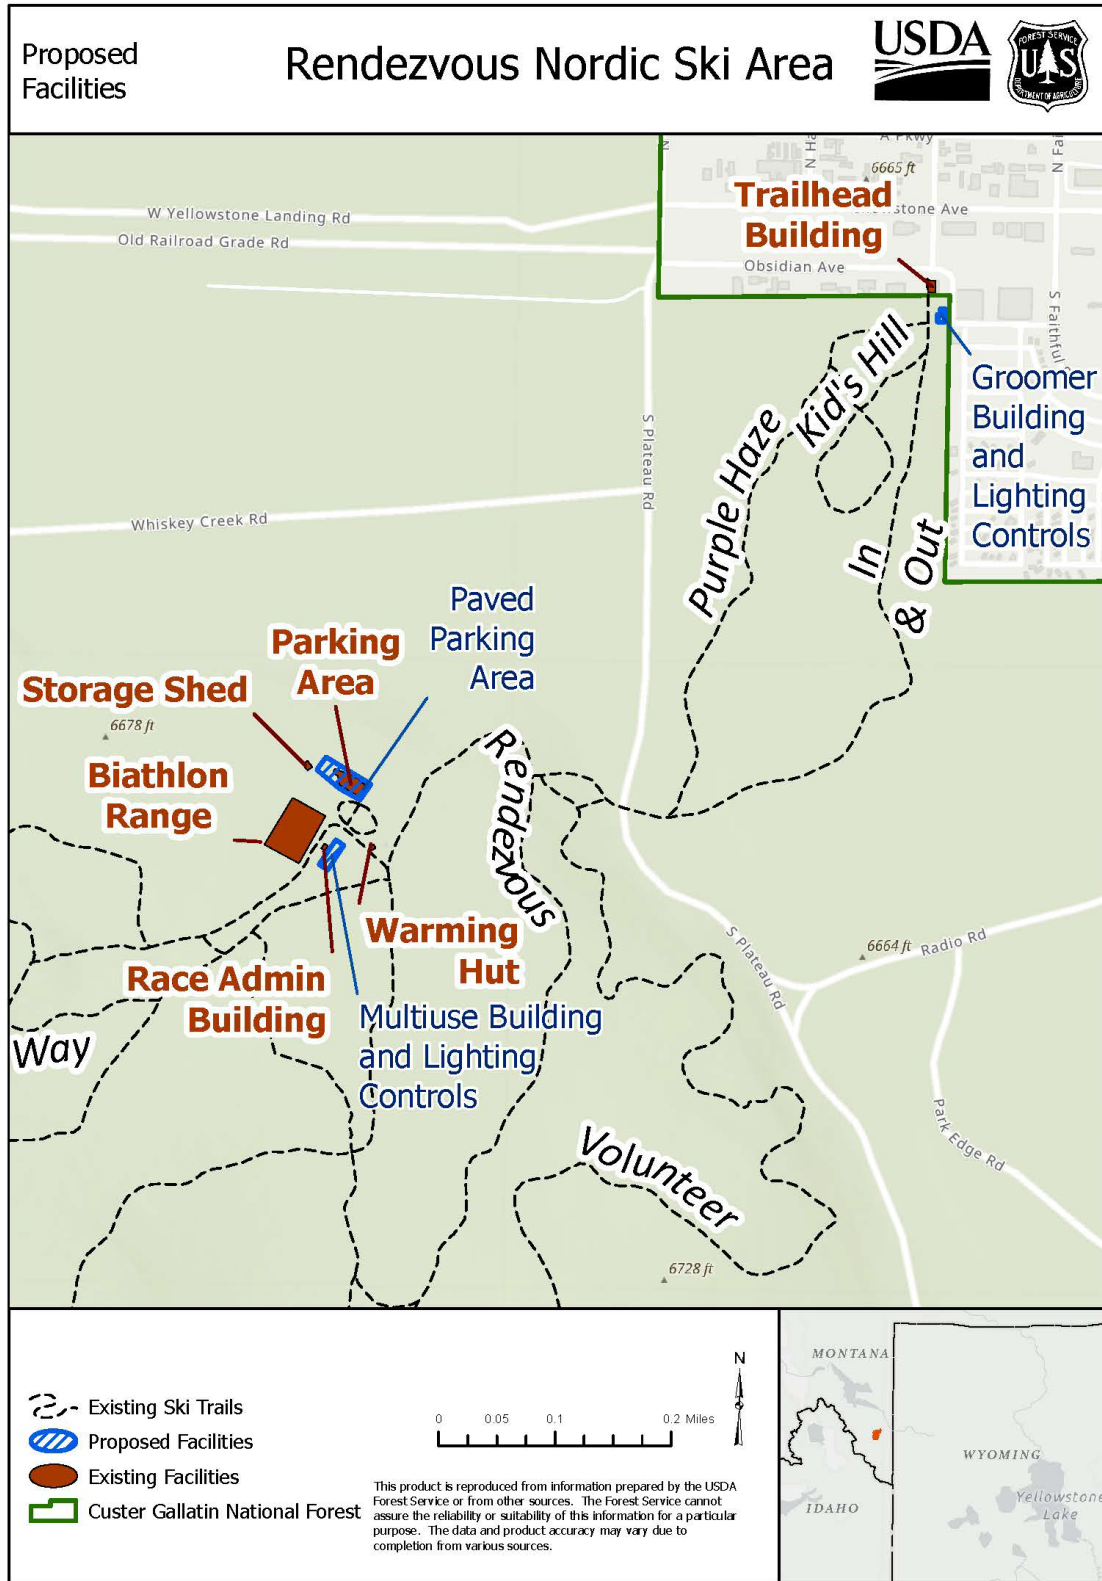 Proposed
Facilities
Rendezvous Nordic Ski Area
USDA
FOREST SERVICE
U S
DEPARTMENT OF AGRICULTURE
N
N Ha
A Pkwy
N Fai
6665 ft
Trailhead
Building
stone Ave
W Yellowstone Landing Rd
Old Railroad Grade Rd
Obsidian Ave
S Faithful
Kid's Hill
Groomer
Building
and
Lighting
Controls
Purple Haze
S Plateau Rd
Whiskey Creek Rd
In
& Out
Paved
Parking
Area
Parking
Area
Storage Shed
6678 ft
Rendezvous
Biathlon
Range
Warming
Hut
S Plateau Rd
6664 ft
Radio Rd
Race Admin
Building
Multiuse Building
and Lighting
Controls
Way
Park Edge Rd
Volunteer
6728 ft
Existing Ski Trails
Proposed Facilities
Existing Facilities
Custer Gallatin National Forest
0 0.05 0.1 0.2 Miles
N
This product is reproduced from information prepared by the USDA
Forest Service or from other sources. The Forest Service cannot
assure the reliability or suitability of this information for a particular
purpose. The data and product accuracy may vary due to
completion from various sources.
MONTANA
WYOMING
IDAHO
Yellowstone
Lake